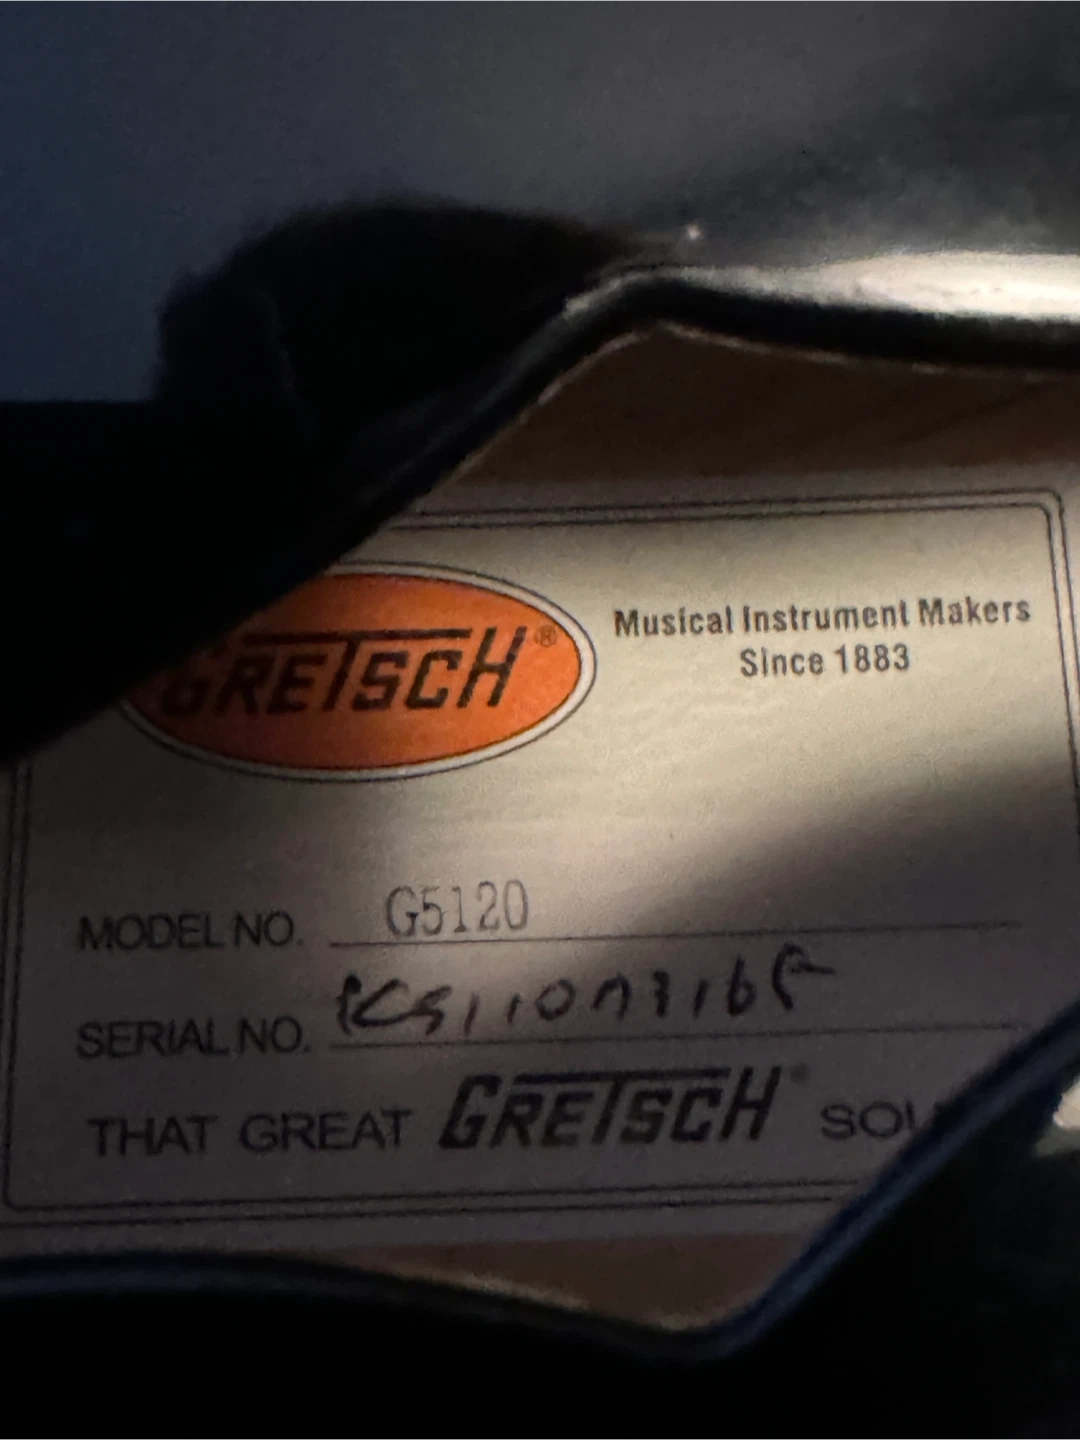 GRETSCH®
Musical Instrument Makers
Since 1883
MODEL NO. G5120
SERIAL NO.
THAT GREAT GRETSCH